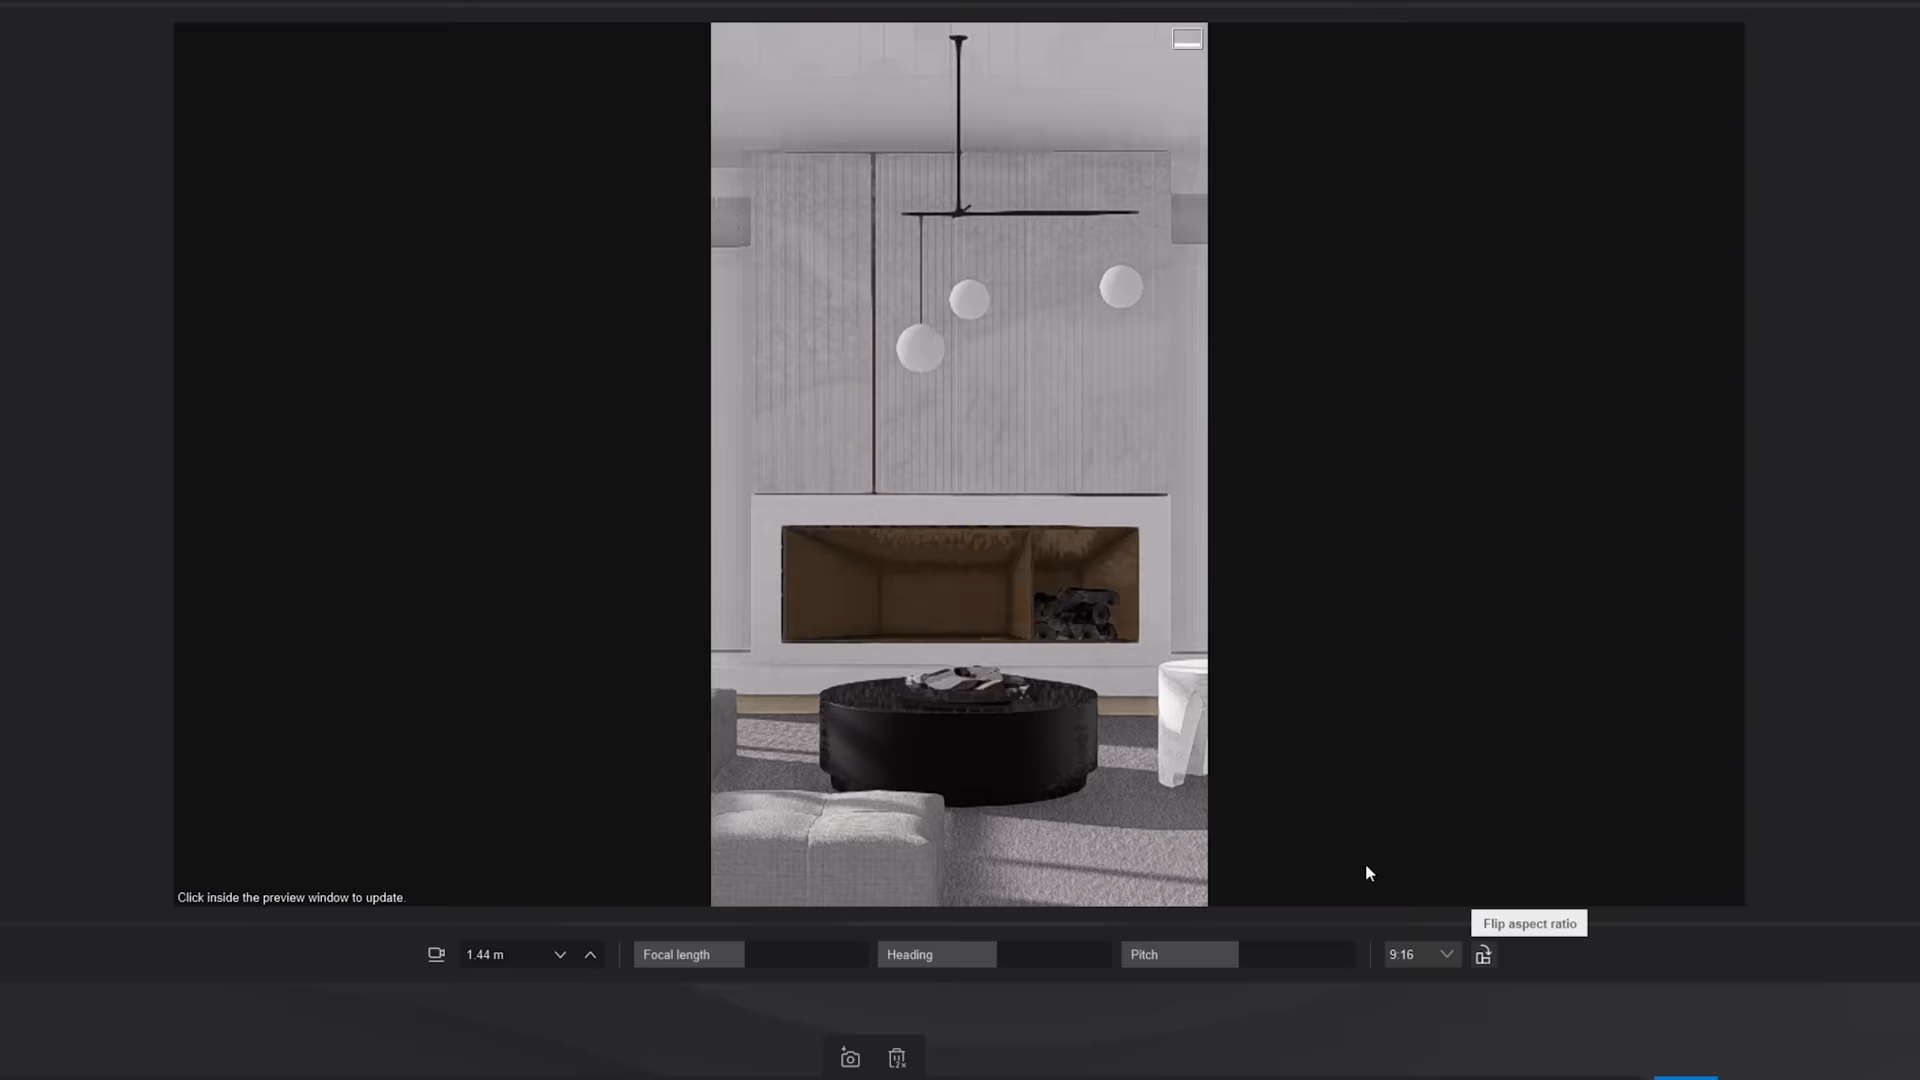 Click inside the preview window to update.
Flip aspect ratio
1.44 m
Focal length
Heading
Pitch
9:16